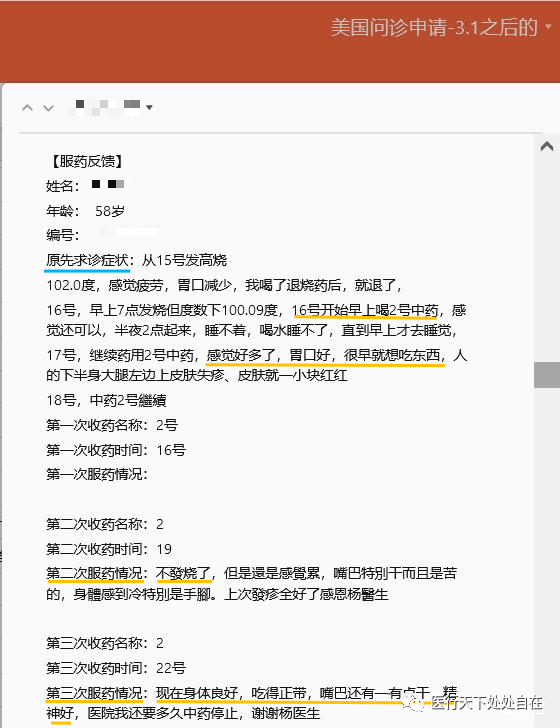 美国问诊申请-3.1之后的
【服药反馈】
姓名：
年龄： 58岁
编号：
原先求诊症状：从15号发高烧
102.0度，感觉疲劳，胃口减少，我喝了退烧药后，就退了，
16号，早上7点发烧但度数下100.09度，16号开始早上喝2号中药，感
觉还可以，半夜2点起来，睡不着，喝水睡不了，直到早上才去睡觉，
17号，继续药用2号中药，感觉好多了，胃口好，很早就想吃东西，人
的下半身大腿左边上皮肤失疹、皮肤就一小块红红
18号，中药2号繼續
第一次收药名称：2号
第一次收药时间：16号
第一次服药情况：
第二次收药名称：2
第二次收药时间：19
第二次服药情况：不發烧了，但是還是感覺累，嘴巴特別干而且是苦
的，身體感到冷特別是手腳。上次發疹全好了感恩杨醫生
第三次收药名称：2
第三次收药时间：22号
第三次服药情况：现在身体良好，吃得正带，嘴巴还有一有点干，精
神好，医院我还要多久中药停止，谢谢杨医生
医行天下处处自在